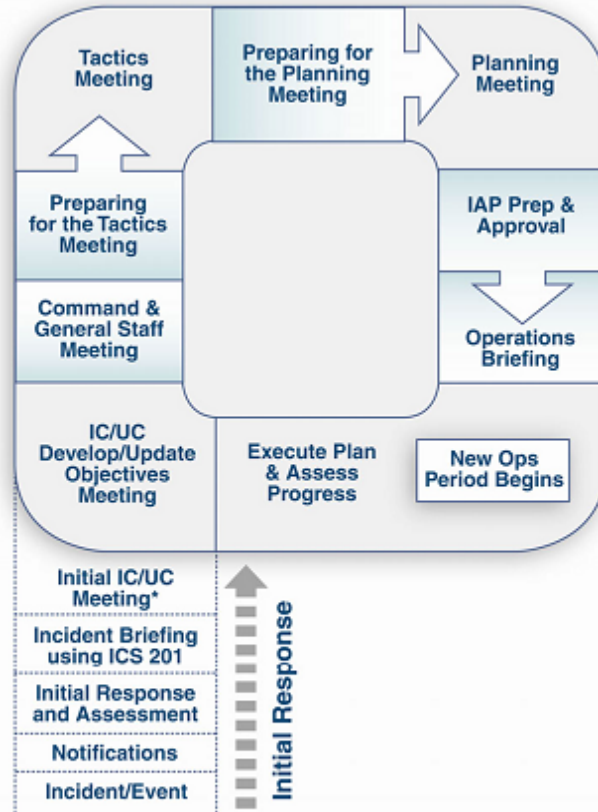 Tactics
Meeting
Preparing for
the Planning
Meeting
Planning
Meeting
Preparing
for the Tactics
Meeting
IAP Prep &
Approval
Command &
General Staff
Meeting
Operations
Briefing
IC/UC
Develop/Update
Objectives
Meeting
Execute Plan
& Assess
Progress
New Ops
Period Begins
Initial IC/UC
Meeting*
Incident Briefing
using ICS 201
Initial Response
and Assessment
Notifications
Incident/Event
Initial Response